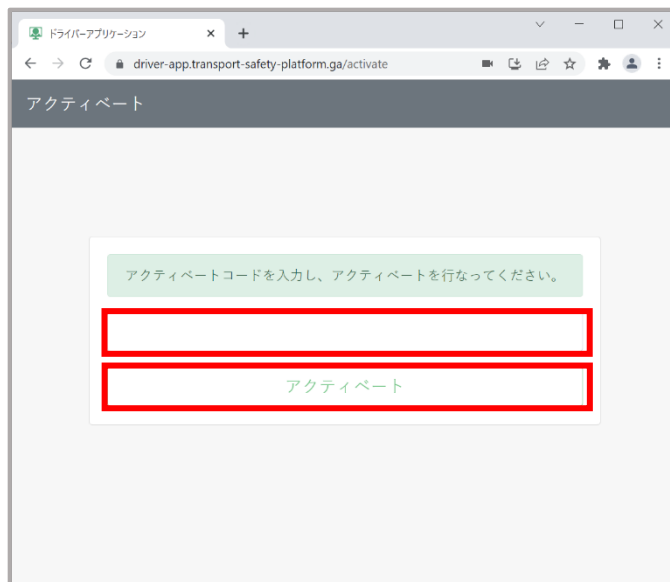 ドライバーアプリケーション
driver-app.transport-safety-platform.ga/activate
アクティベート
アクティベートコードを入力し、アクティベートを行なってください。
アクティベート